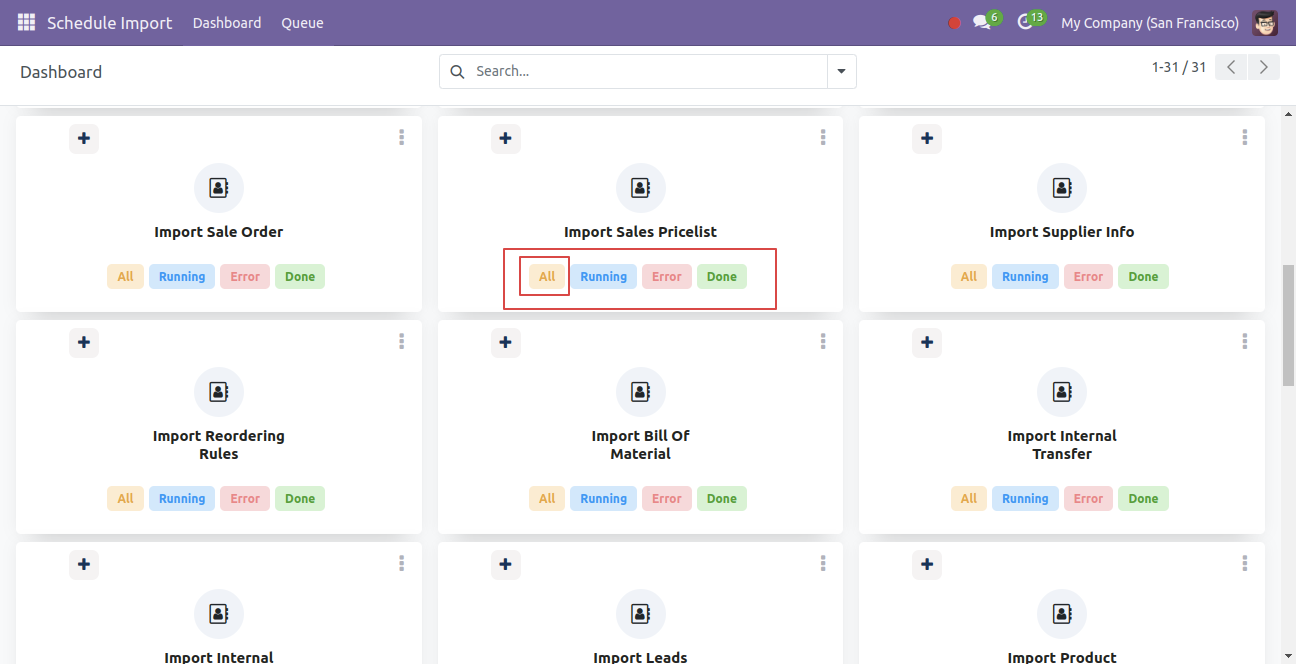 Schedule Import Dashboard Queue 6 13 My Company (San Francisco)
Dashboard Search... 1-31 / 31
Import Sale Order Import Sales Pricelist Import Supplier Info
All Running Error Done All Running Error Done All Running Error Done
Import Reordering Import Bill Of Import Internal
Rules Material Transfer
All Running Error Done All Running Error Done All Running Error Done
Import Internal Import Leads Import Product